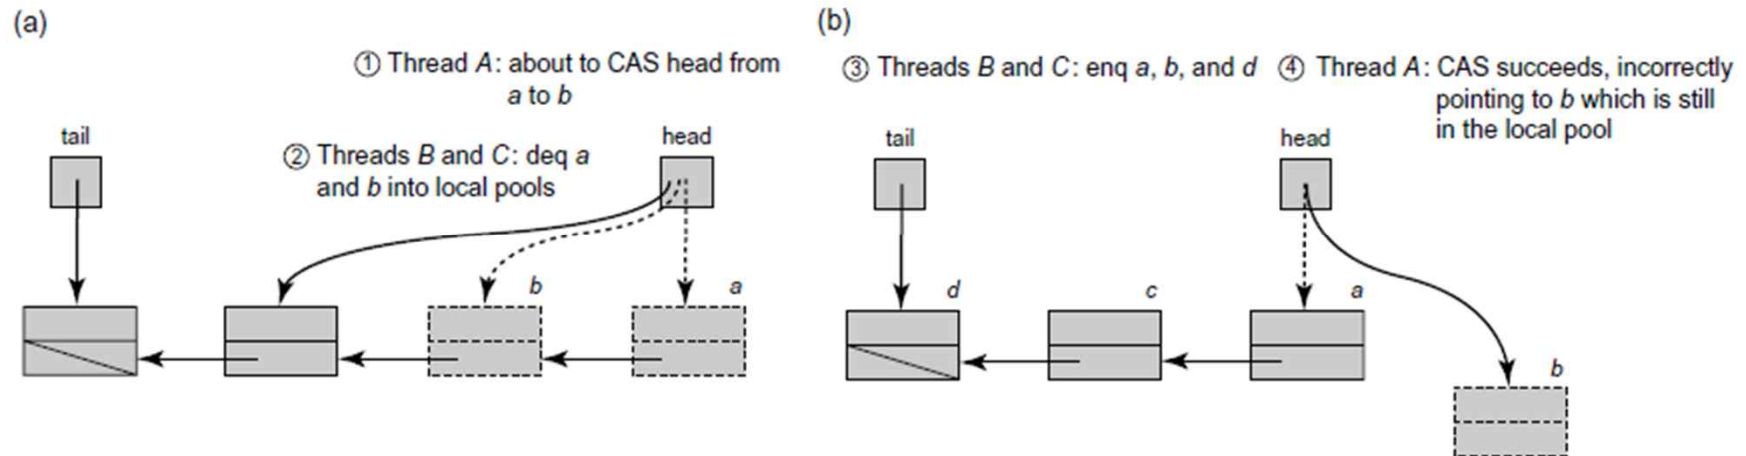 (a)
① Thread A: about to CAS head from
a to b
tail
head
② Threads B and C: deq a
and b into local pools
b
a
(b)
③ Threads B and C: enq a, b, and d
④ Thread A: CAS succeeds, incorrectly
pointing to b which is still
in the local pool
tail
head
d
c
a
b